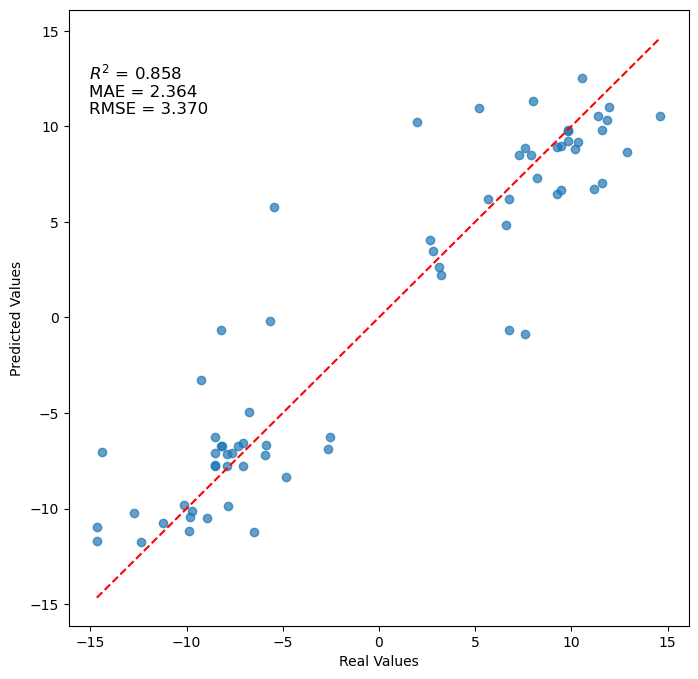 R² = 0.858
MAE = 2.364
RMSE = 3.370
15
10
5
0
−5
−10
−15
Predicted Values
−15 −10 −5 0 5 10 15
Real Values